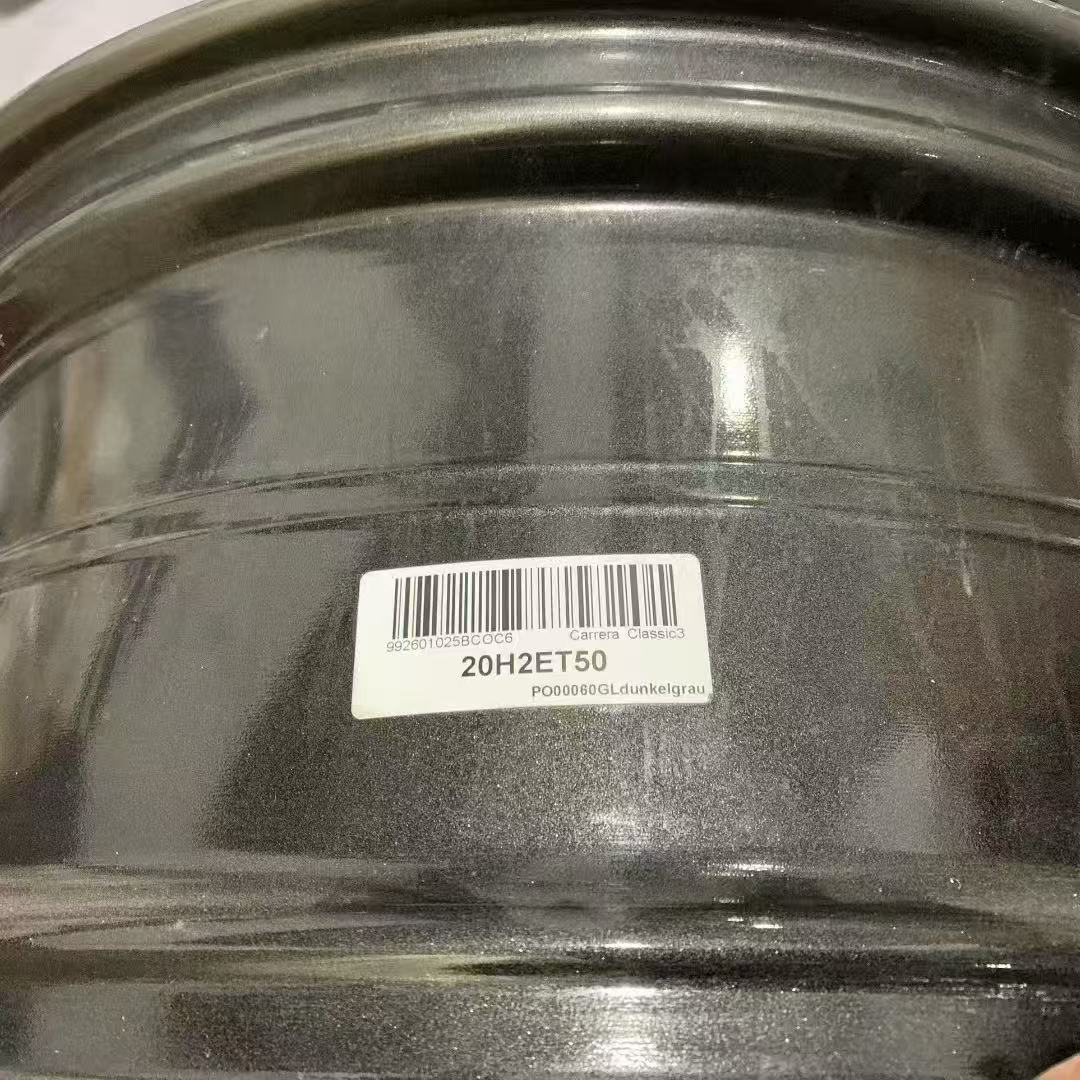 992601025BCOC6 Carrera Classic3
20H2ET50
PO00060GLdunkelgrau